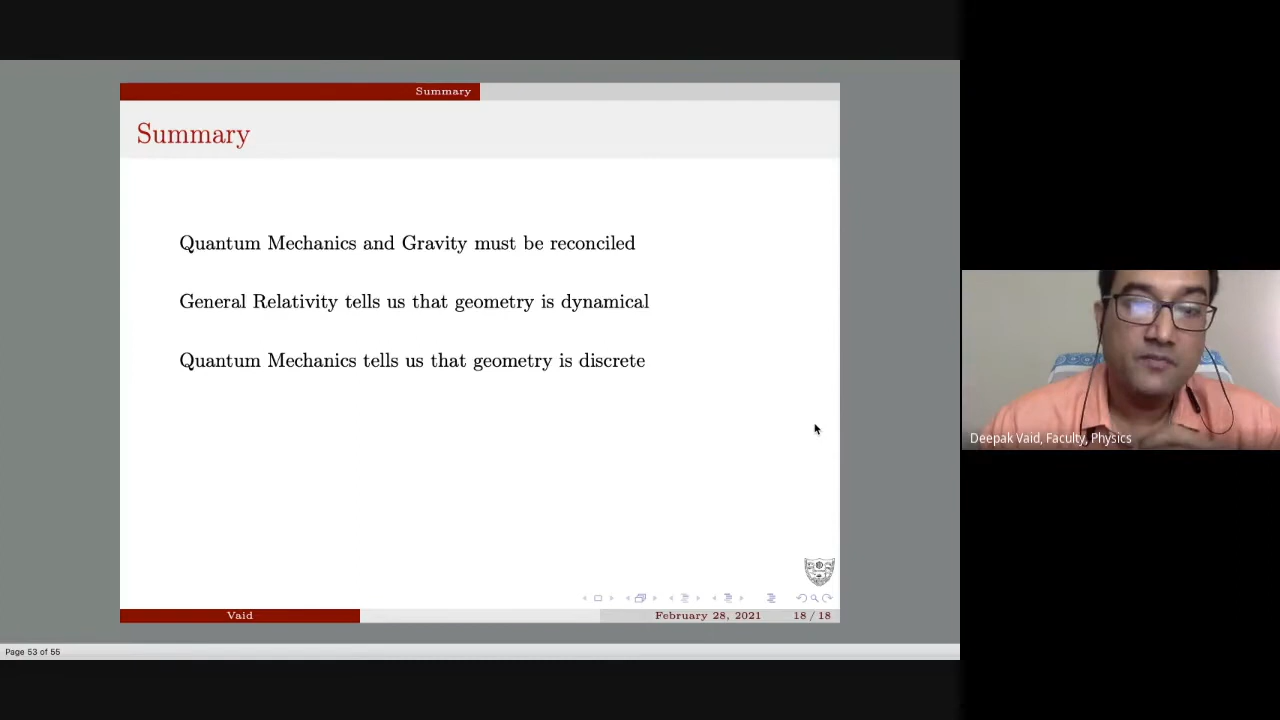 Summary
Summary
Quantum Mechanics and Gravity must be reconciled
General Relativity tells us that geometry is dynamical
Quantum Mechanics tells us that geometry is discrete
Deepak Vaid, Faculty, Physics
Vaid
February 28, 2021
18 / 18
Page 53 of 55